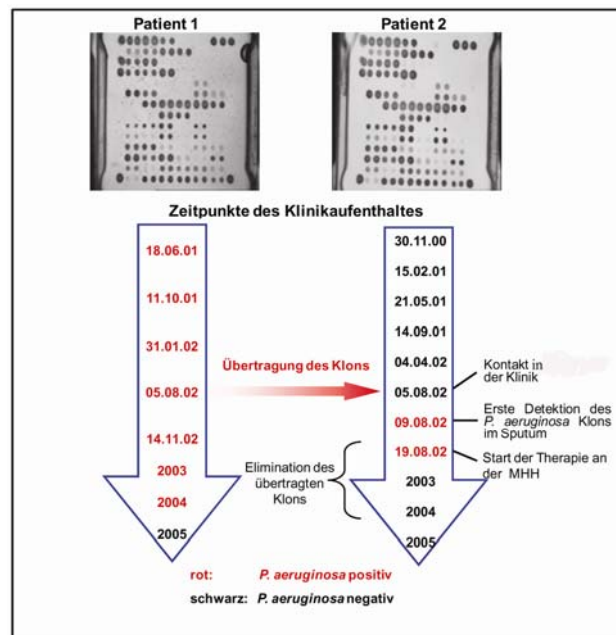 Patient 1
Patient 2
Zeitpunkte des Klinikaufenthaltes
18.06.01
11.10.01
31.01.02
05.08.02
14.11.02
2003
2004
2005
Übertragung des Klons
30.11.00
15.02.01
21.05.01
14.09.01
04.04.02
05.08.02
09.08.02
19.08.02
2003
2004
2005
Kontakt in
der Klinik
Erste Detektion des
P. aeruginosa Klons
im Sputum
Start der Therapie an
der MHH
Elimination des
übertragten
Klons
rot: P. aeruginosa positiv
schwarz: P. aeruginosa negativ